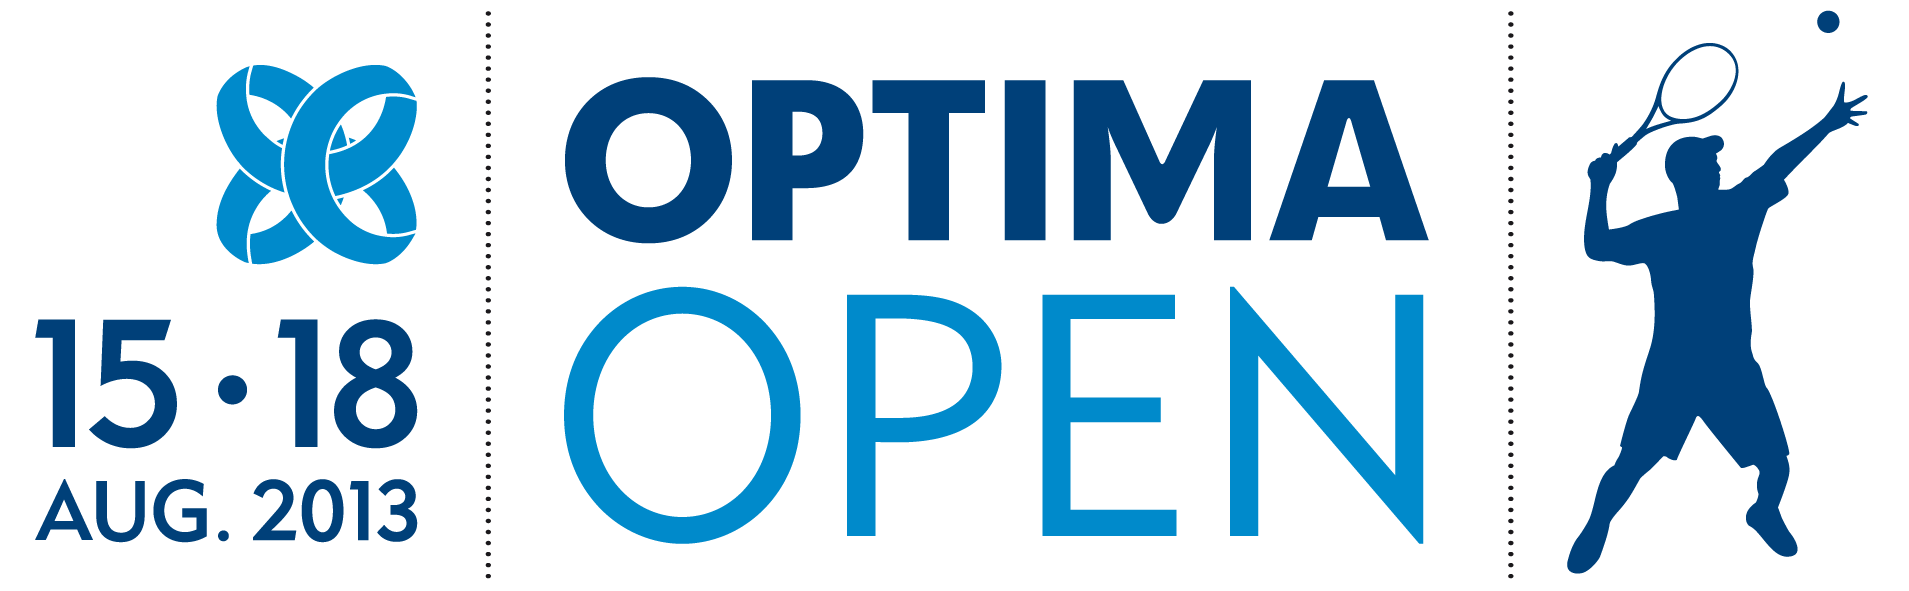 15 • 18
AUG. 2013
OPTIMA
OPEN